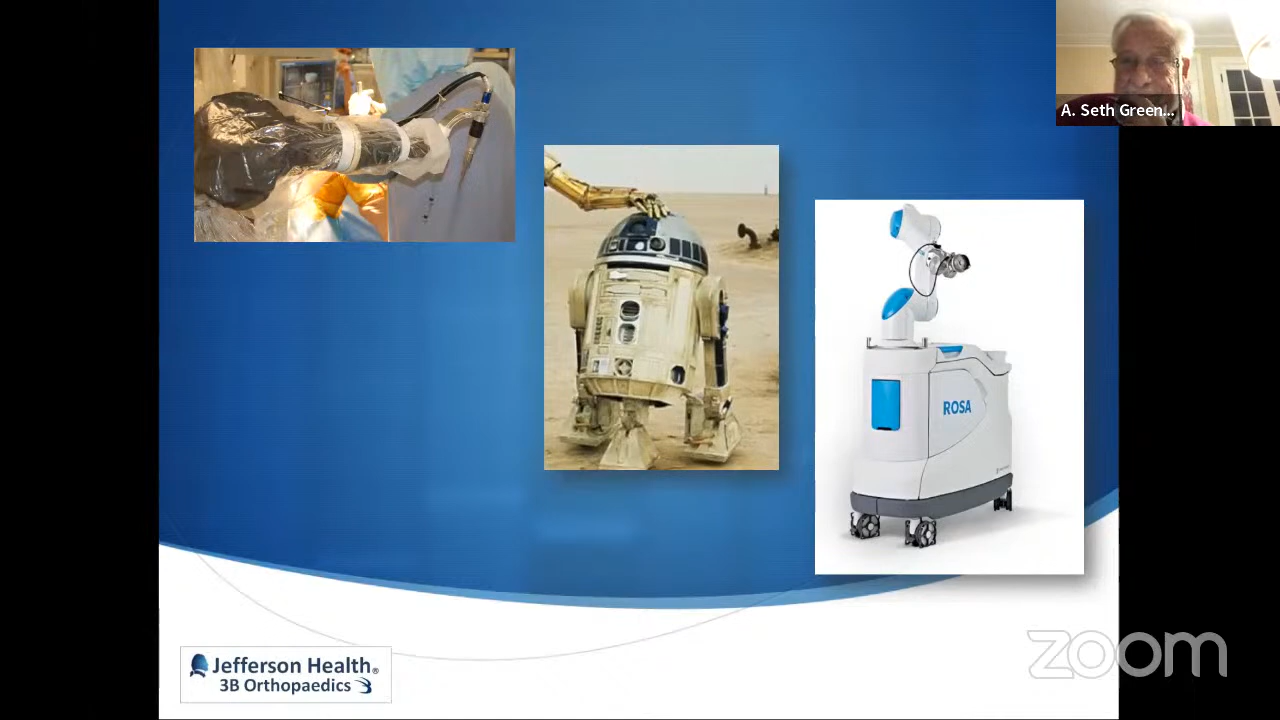 A. Seth Green...
ROSA
Jefferson Health®
3B Orthopaedics
zoom